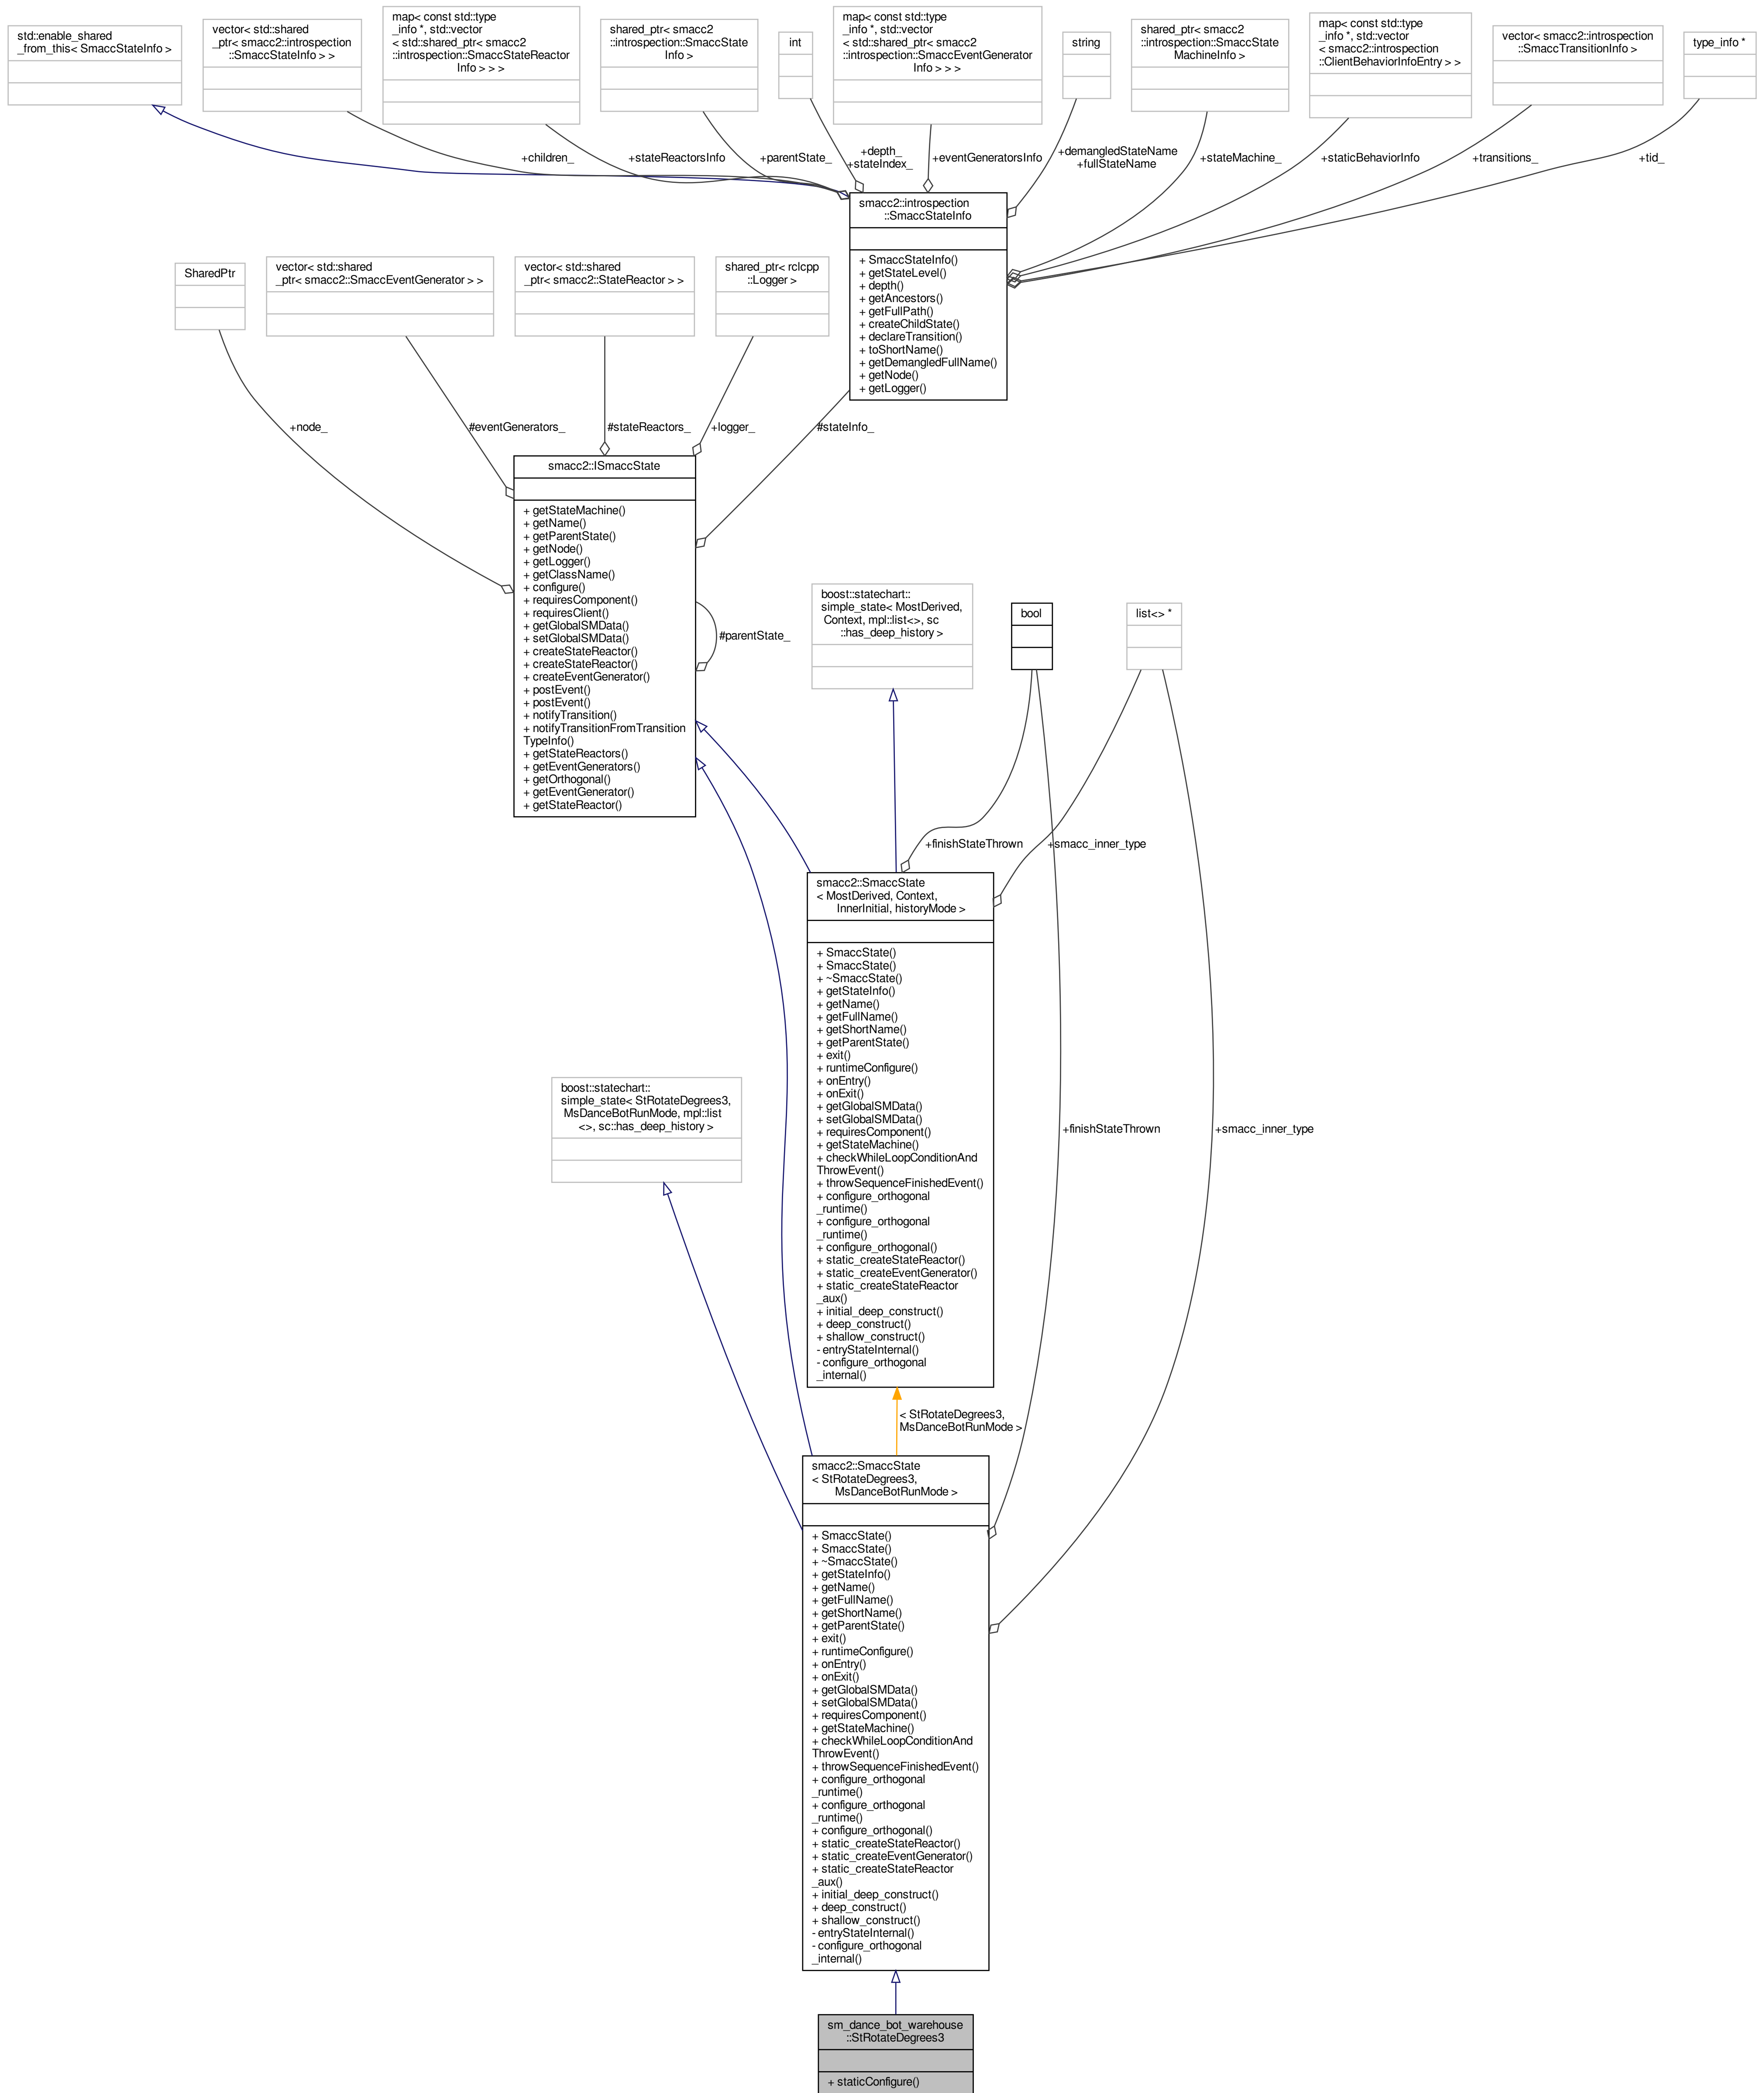 std::enable_shared
_from_this< SmaccStateInfo >
vector< std::shared
_ptr< smacc2::introspection
::SmaccStateInfo > >
map< const std::type
_info *, std::vector
< std::shared_ptr< smacc2
::introspection::SmaccStateReactor
Info > > >
shared_ptr< smacc2
::introspection::SmaccState
Info >
int
map< const std::type
_info *, std::vector
< std::shared_ptr< smacc2
::introspection::SmaccEventGenerator
Info > > >
string
shared_ptr< smacc2
::introspection::SmaccState
MachineInfo >
map< const std::type
_info *, std::vector
< smacc2::introspection
::ClientBehaviorInfoEntry > >
vector< smacc2::introspection
::SmaccTransitionInfo >
type_info *
+children_
+stateReactorsInfo
+parentState_
+depth_
+stateIndex_
+eventGeneratorsInfo
+demangledStateName
+fullStateName
+stateMachine_
+staticBehaviorInfo
+transitions_
+tid_
smacc2::introspection
::SmaccStateInfo
+ SmaccStateInfo()
+ getStateLevel()
+ depth()
+ getAncestors()
+ getFullPath()
+ createChildState()
+ declareTransition()
+ toShortName()
+ getDemangledFullName()
+ getNode()
+ getLogger()
SharedPtr
vector< std::shared
_ptr< smacc2::SmaccEventGenerator > >
vector< std::shared
_ptr< smacc2::StateReactor > >
shared_ptr< rclcpp
::Logger >
+node_
#eventGenerators_
#stateReactors_
+logger_
#stateInfo_
smacc2::ISmaccState
+ getStateMachine()
+ getName()
+ getParentState()
+ getNode()
+ getLogger()
+ getClassName()
+ configure()
+ requiresComponent()
+ requiresClient()
+ getGlobalSMData()
+ setGlobalSMData()
+ createStateReactor()
+ createStateReactor()
+ createEventGenerator()
+ postEvent()
+ postEvent()
+ notifyTransition()
+ notifyTransitionFromTransition
TypeInfo()
+ getStateReactors()
+ getEventGenerators()
+ getOrthogonal()
+ getEventGenerator()
+ getStateReactor()
#parentState_
boost::statechart::
simple_state< MostDerived,
Context, mpl::list<>, sc
::has_deep_history >
bool
list<> *
+finishStateThrown
+smacc_inner_type
smacc2::SmaccState
< MostDerived, Context,
InnerInitial, historyMode >
+ SmaccState()
+ SmaccState()
+ ~SmaccState()
+ getStateInfo()
+ getName()
+ getFullName()
+ getShortName()
+ getParentState()
+ exit()
+ runtimeConfigure()
+ onEntry()
+ onExit()
+ getGlobalSMData()
+ setGlobalSMData()
+ requiresComponent()
+ getStateMachine()
+ checkWhileLoopConditionAnd
ThrowEvent()
+ throwSequenceFinishedEvent()
+ configure_orthogonal
_runtime()
+ configure_orthogonal
_runtime()
+ configure_orthogonal()
+ static_createStateReactor()
+ static_createEventGenerator()
+ static_createStateReactor
_aux()
+ initial_deep_construct()
+ deep_construct()
+ shallow_construct()
- entryStateInternal()
- configure_orthogonal
_internal()
boost::statechart::
simple_state< StRotateDegrees3,
MsDanceBotRunMode, mpl::list
<>, sc::has_deep_history >
+finishStateThrown
+smacc_inner_type
< StRotateDegrees3,
MsDanceBotRunMode >
smacc2::SmaccState
< StRotateDegrees3,
MsDanceBotRunMode >
+ SmaccState()
+ SmaccState()
+ ~SmaccState()
+ getStateInfo()
+ getName()
+ getFullName()
+ getShortName()
+ getParentState()
+ exit()
+ runtimeConfigure()
+ onEntry()
+ onExit()
+ getGlobalSMData()
+ setGlobalSMData()
+ requiresComponent()
+ getStateMachine()
+ checkWhileLoopConditionAnd
ThrowEvent()
+ throwSequenceFinishedEvent()
+ configure_orthogonal
_runtime()
+ configure_orthogonal
_runtime()
+ configure_orthogonal()
+ static_createStateReactor()
+ static_createEventGenerator()
+ static_createStateReactor
_aux()
+ initial_deep_construct()
+ deep_construct()
+ shallow_construct()
- entryStateInternal()
- configure_orthogonal
_internal()
sm_dance_bot_warehouse
::StRotateDegrees3
+ staticConfigure()